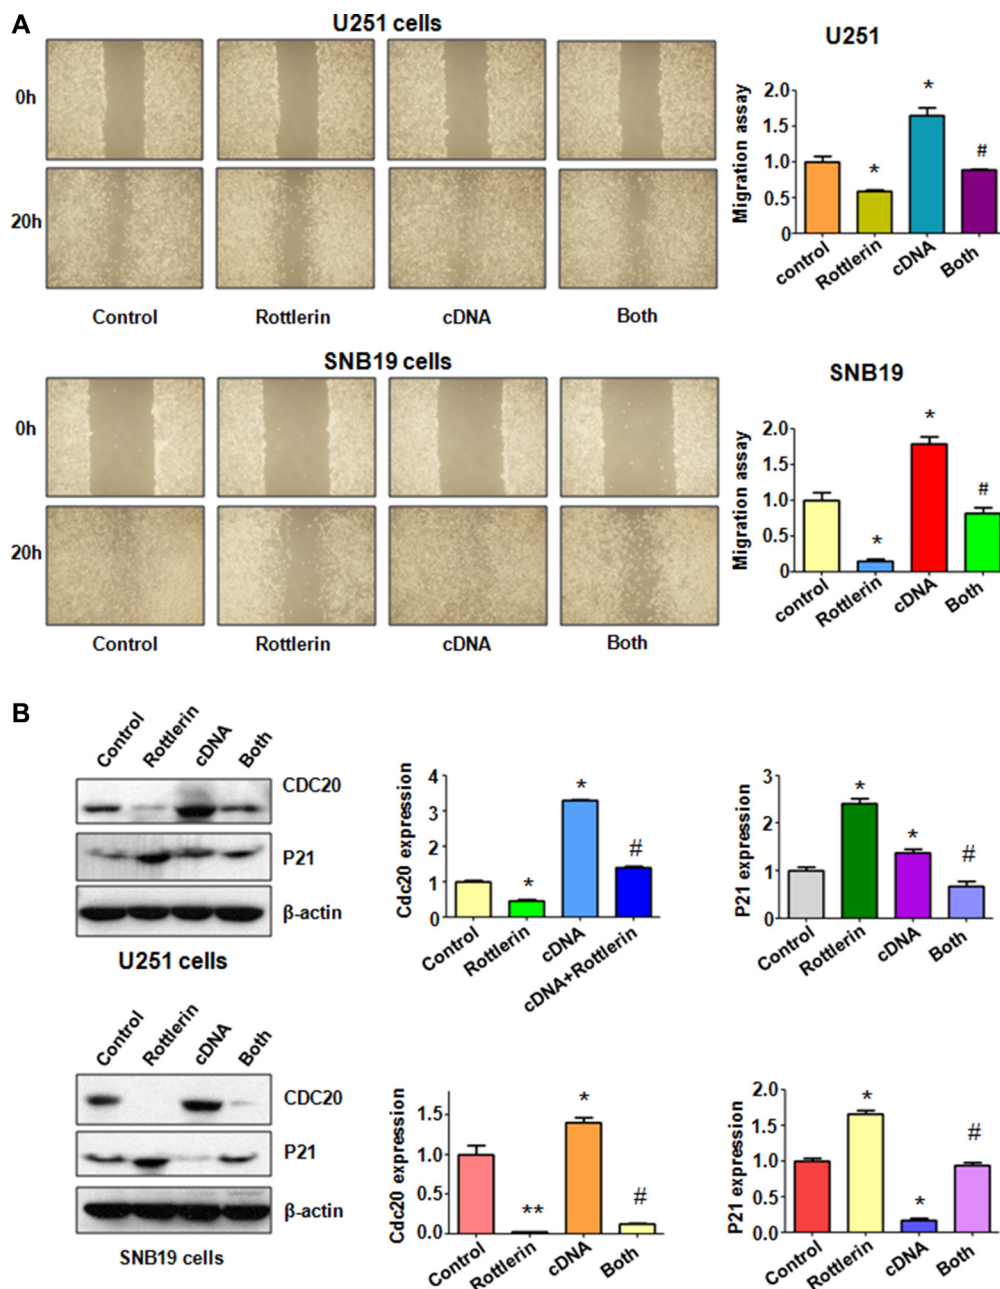 A
U251 cells
0h
20h
Control Rottlerin cDNA Both
U251
Migration assay
2.0
1.5
1.0
0.5
0
* * #
control Rottlerin cDNA Both
SNB19 cells
0h
20h
Control Rottlerin cDNA Both
SNB19
Migration assay
2.0
1.5
1.0
0.5
0
* * #
control Rottlerin cDNA Both
B
Control Rottlerin cDNA Both
CDC20
P21
β-actin
U251 cells
Cdc20 expression
4
3
2
1
0
* * #
Control Rottlerin cDNA cDNA+Rottlerin
P21 expression
3
2
1
0
* * #
Control Rottlerin cDNA Both
Control Rottlerin cDNA Both
CDC20
P21
β-actin
SNB19 cells
Cdc20 expression
1.5
1.0
0.5
0.0
** * #
Control Rottlerin cDNA Both
P21 expression
2.0
1.5
1.0
0.5
0.0
* * #
Control Rottlerin cDNA Both